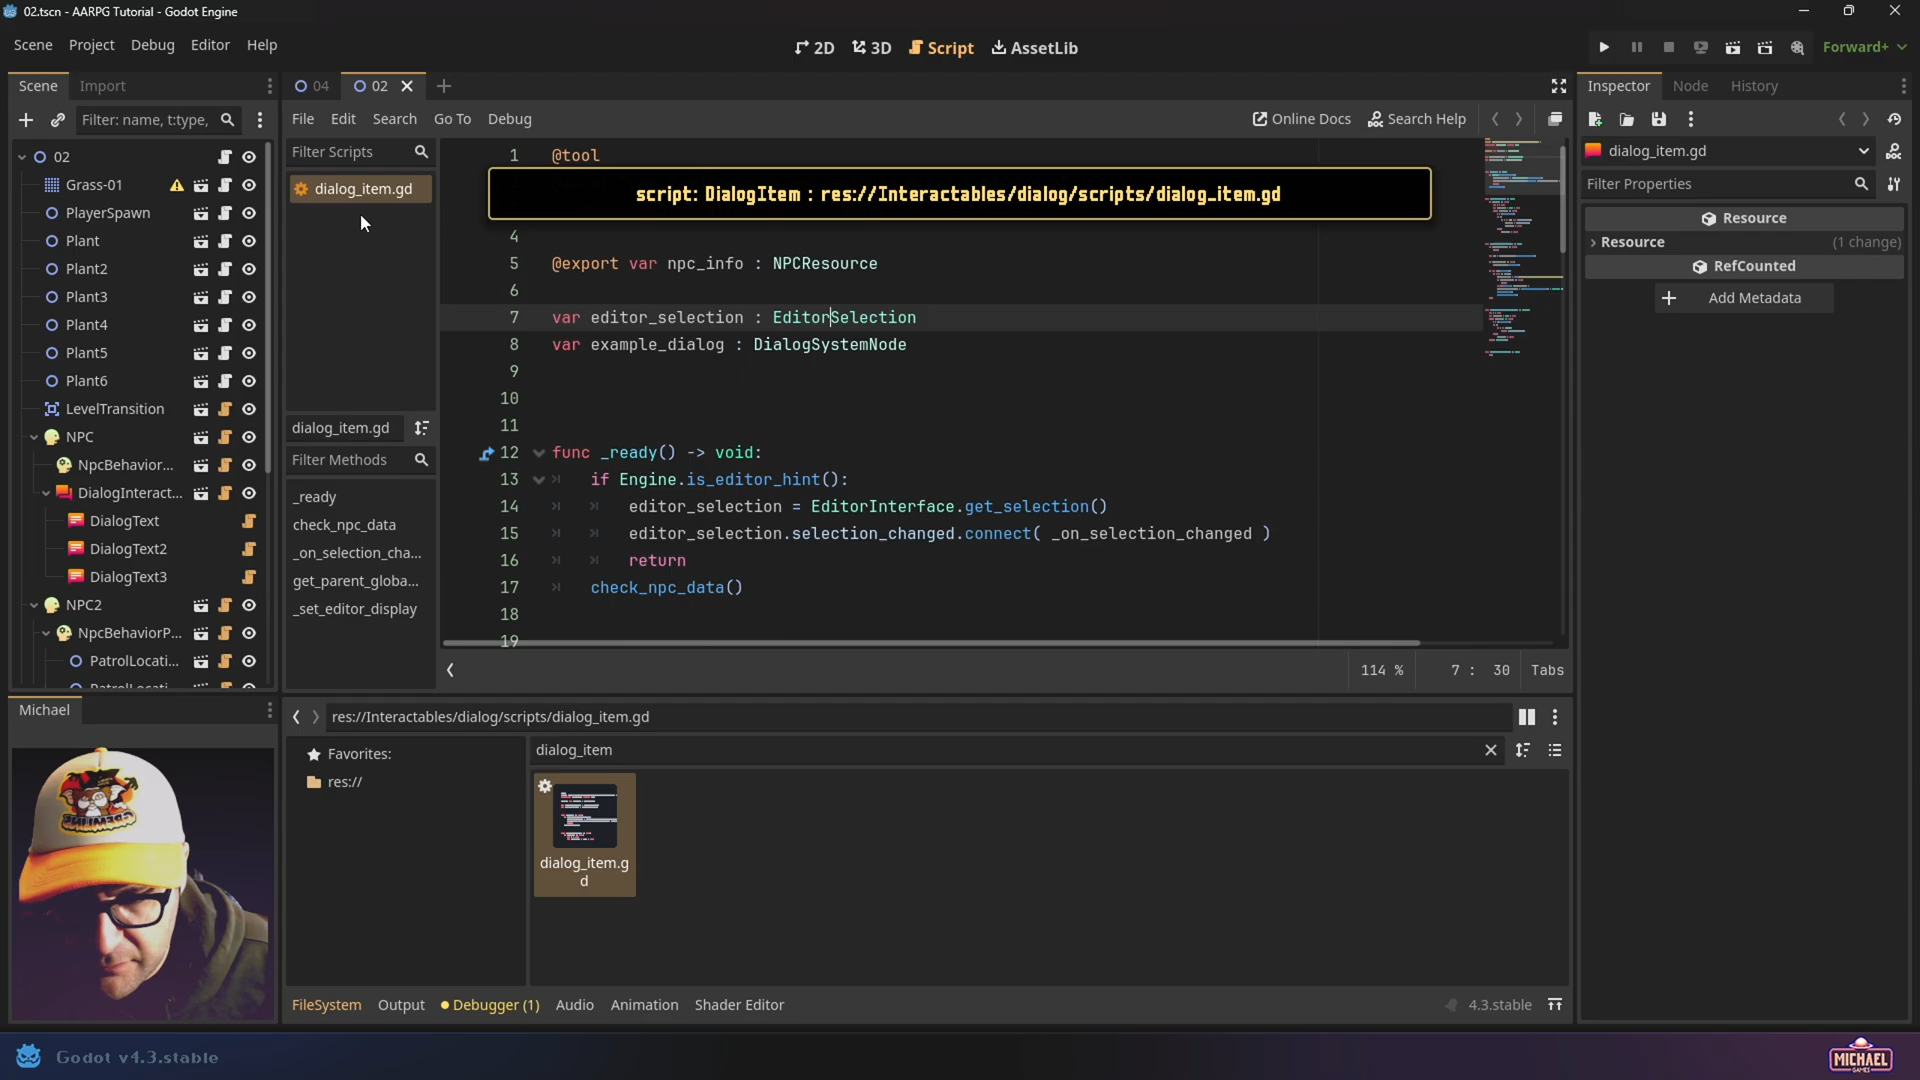 02.tscn - AARPG Tutorial - Godot Engine
Scene Project Debug Editor Help
2D 3D Script AssetLib
Forward+
Scene Import
04 02
Inspector Node History
Filter: name, t:type,
File Edit Search Go To Debug
Online Docs Search Help
02
Grass-01
PlayerSpawn
Plant
Plant2
Plant3
Plant4
Plant5
Plant6
LevelTransition
NPC
NpcBehavior...
DialogInteract...
DialogText
DialogText2
DialogText3
NPC2
NpcBehaviorP...
PatrolLocati...
PatrolLocati...
Filter Scripts
dialog_item.gd
dialog_item.gd
Filter Methods
_ready
check_npc_data
_on_selection_cha...
get_parent_globa...
_set_editor_display
1 @tool
script: DialogItem : res://Interactables/dialog/scripts/dialog_item.gd
4
5 @export var npc_info : NPCResource
6
7 var editor_selection : EditorSelection
8 var example_dialog : DialogSystemNode
9
10
11
12 func _ready() -> void:
13 if Engine.is_editor_hint():
14 editor_selection = EditorInterface.get_selection()
15 editor_selection.selection_changed.connect( _on_selection_changed )
16 return
17 check_npc_data()
18
19
114 % 7 : 30 Tabs
dialog_item.gd
Filter Properties
Resource
Resource (1 change)
RefCounted
Add Metadata
Michael
res://Interactables/dialog/scripts/dialog_item.gd
Favorites:
res://
dialog_item
dialog_item.g
d
FileSystem Output Debugger (1) Audio Animation Shader Editor
4.3.stable
Godot v4.3.stable
MICHAEL
GAMES